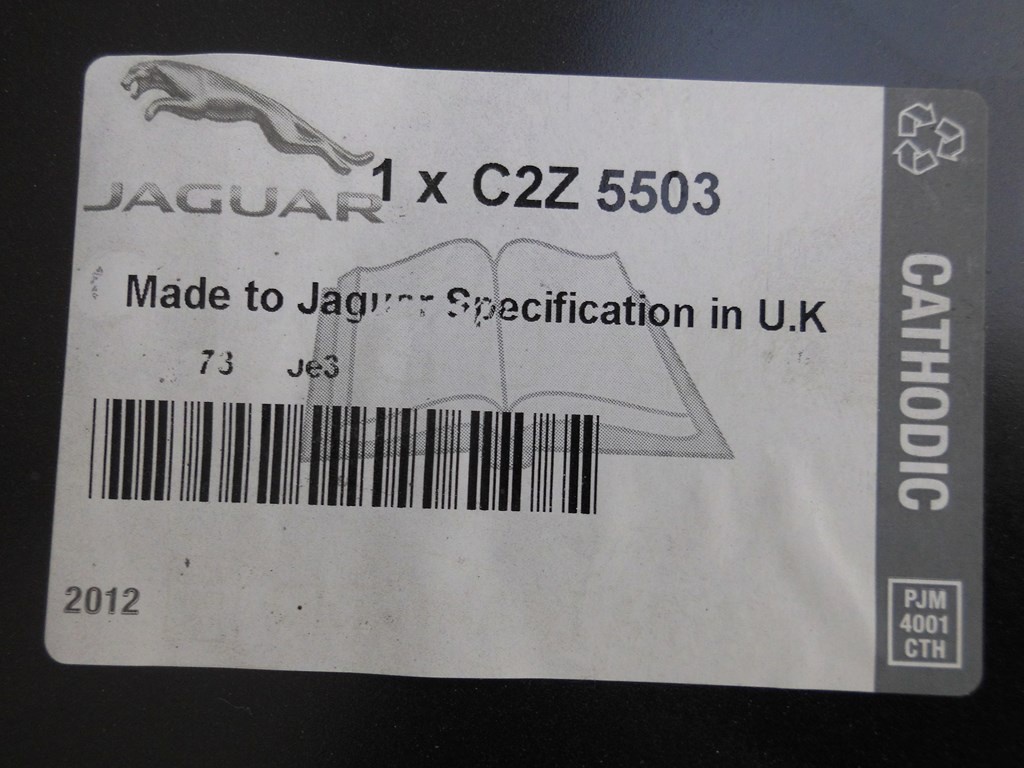 JAGUAR
1 x C2Z 5503
Made to Jaguar Specification in U.K
73 Je3
2012
CATHODIC
PJM
4001
CTH